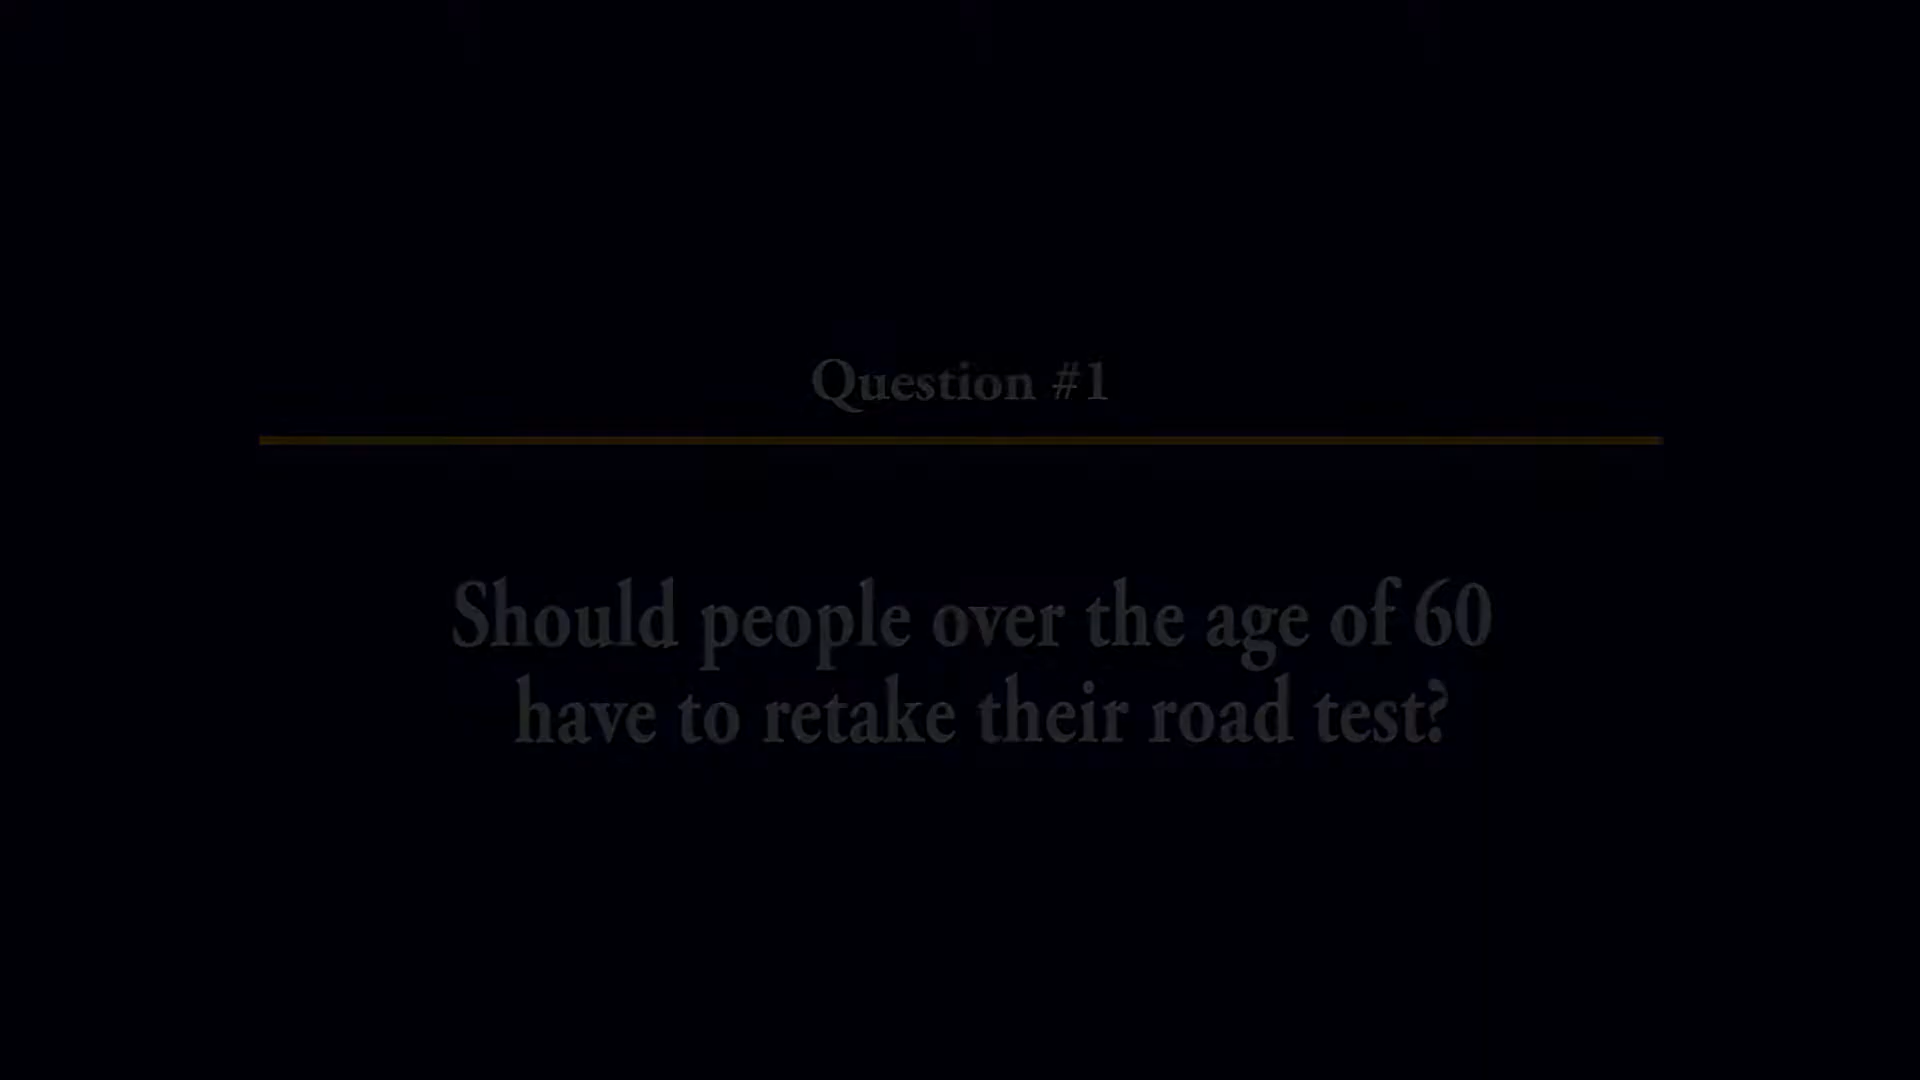 Question #1
Should people over the age of 60
have to retake their road test?